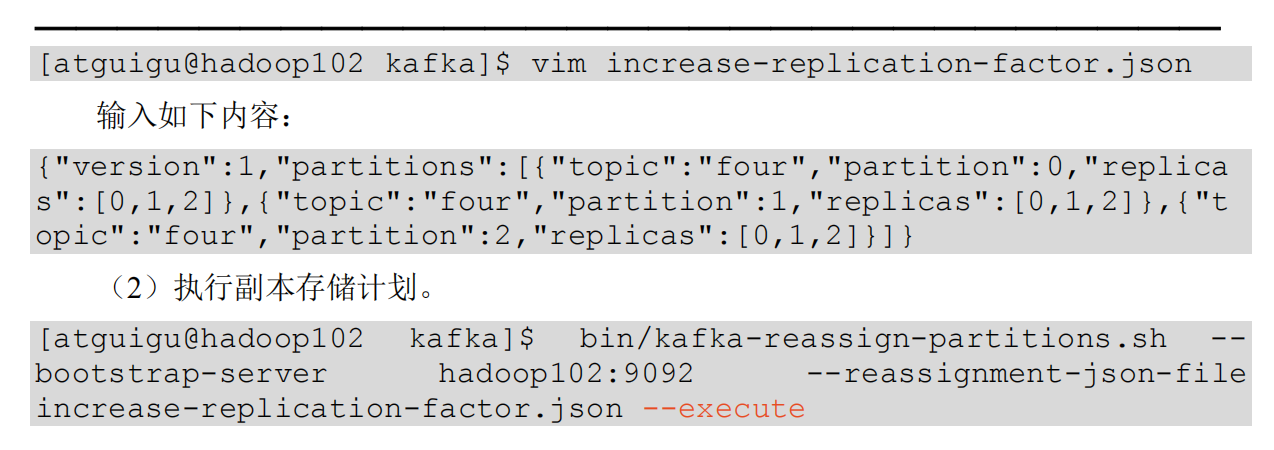 [atguigu@hadoop102 kafka]$ vim increase-replication-factor.json
输入如下内容：
{"version":1,"partitions":[{"topic":"four","partition":0,"replica
s":[0,1,2]},{"topic":"four","partition":1,"replicas":[0,1,2]},{"t
opic":"four","partition":2,"replicas":[0,1,2]}]}
（2）执行副本存储计划。
[atguigu@hadoop102 kafka]$ bin/kafka-reassign-partitions.sh --
bootstrap-server hadoop102:9092 --reassignment-json-file
increase-replication-factor.json --execute